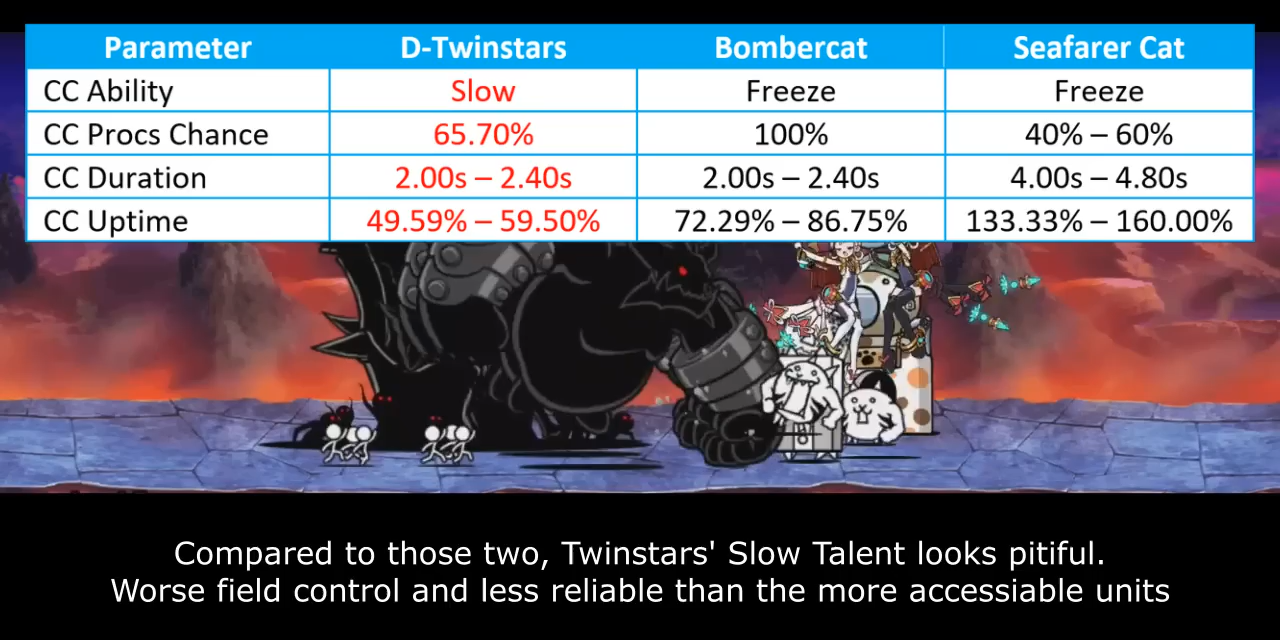 Parameter D-Twinstars Bombercat Seafarer Cat
CC Ability Slow Freeze Freeze
CC Procs Chance 65.70% 100% 40% – 60%
CC Duration 2.00s – 2.40s 2.00s – 2.40s 4.00s – 4.80s
CC Uptime 49.59% – 59.50% 72.29% – 86.75% 133.33% – 160.00%
Compared to those two, Twinstars' Slow Talent looks pitiful.
Worse field control and less reliable than the more accessiable units